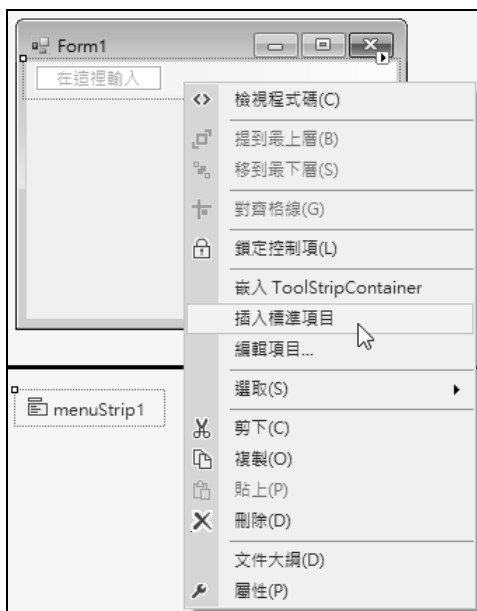 Form1
在這裡輸入
檢視程式碼(C)
提到最上層(B)
移到最下層(S)
對齊格線(G)
鎖定控制項(L)
嵌入 ToolStripContainer
插入標準項目
編輯項目...
選取(S)
menuStrip1
剪下(C)
複製(O)
貼上(P)
刪除(D)
文件大綱(D)
屬性(P)